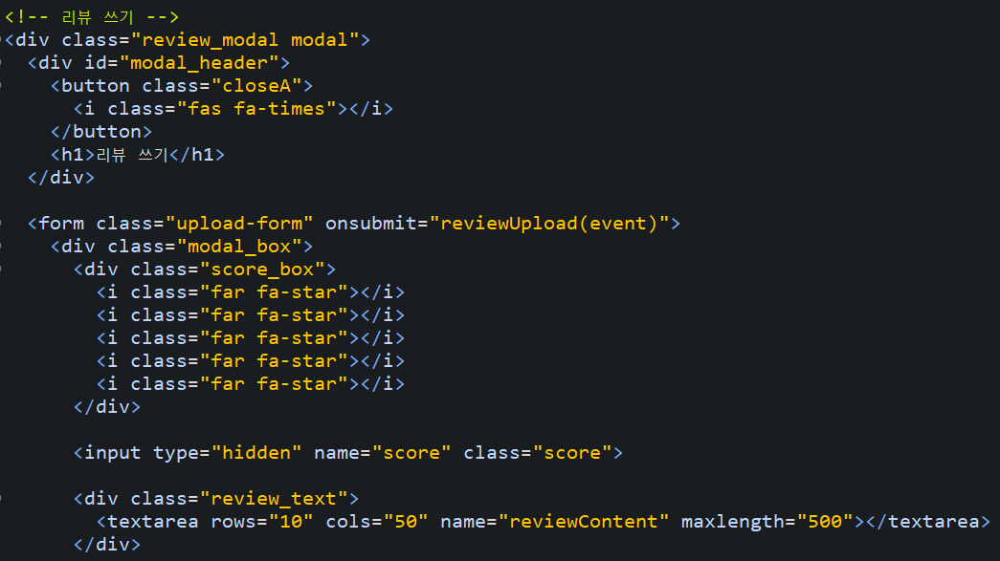 <!-- 리뷰 쓰기 -->
<div class="review_modal modal">
<div id="modal_header">
<button class="closeA">
<i class="fas fa-times"></i>
</button>
<h1>리뷰 쓰기</h1>
</div>
<form class="upload-form" onsubmit="reviewUpload(event)">
<div class="modal_box">
<div class="score_box">
<i class="far fa-star"></i>
<i class="far fa-star"></i>
<i class="far fa-star"></i>
<i class="far fa-star"></i>
<i class="far fa-star"></i>
</div>
<input type="hidden" name="score" class="score">
<div class="review_text">
<textarea rows="10" cols="50" name="reviewContent" maxlength="500"></textarea>
</div>